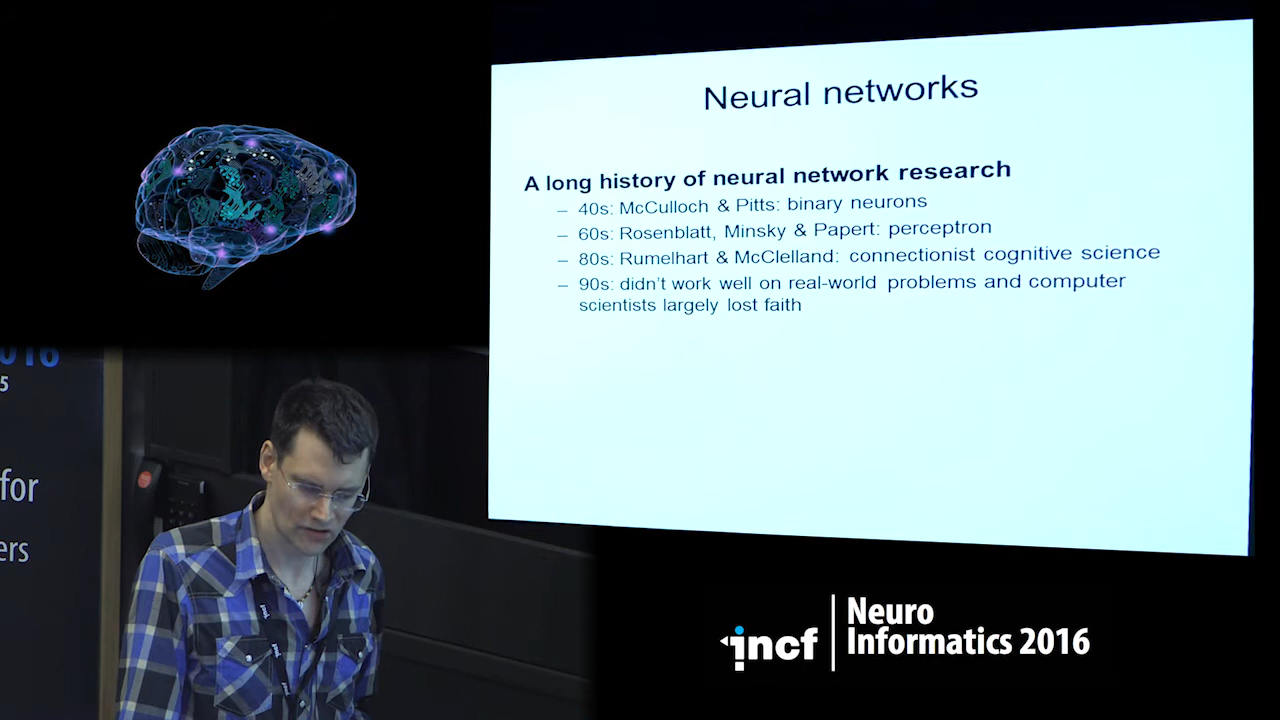 Neural networks
A long history of neural network research
– 40s: McCulloch & Pitts: binary neurons
– 60s: Rosenblatt, Minsky & Papert: perceptron
– 80s: Rumelhart & McClelland: connectionist cognitive science
– 90s: didn't work well on real-world problems and computer
scientists largely lost faith
2016
5
for
ers
incf
Neuro
Informatics 2016